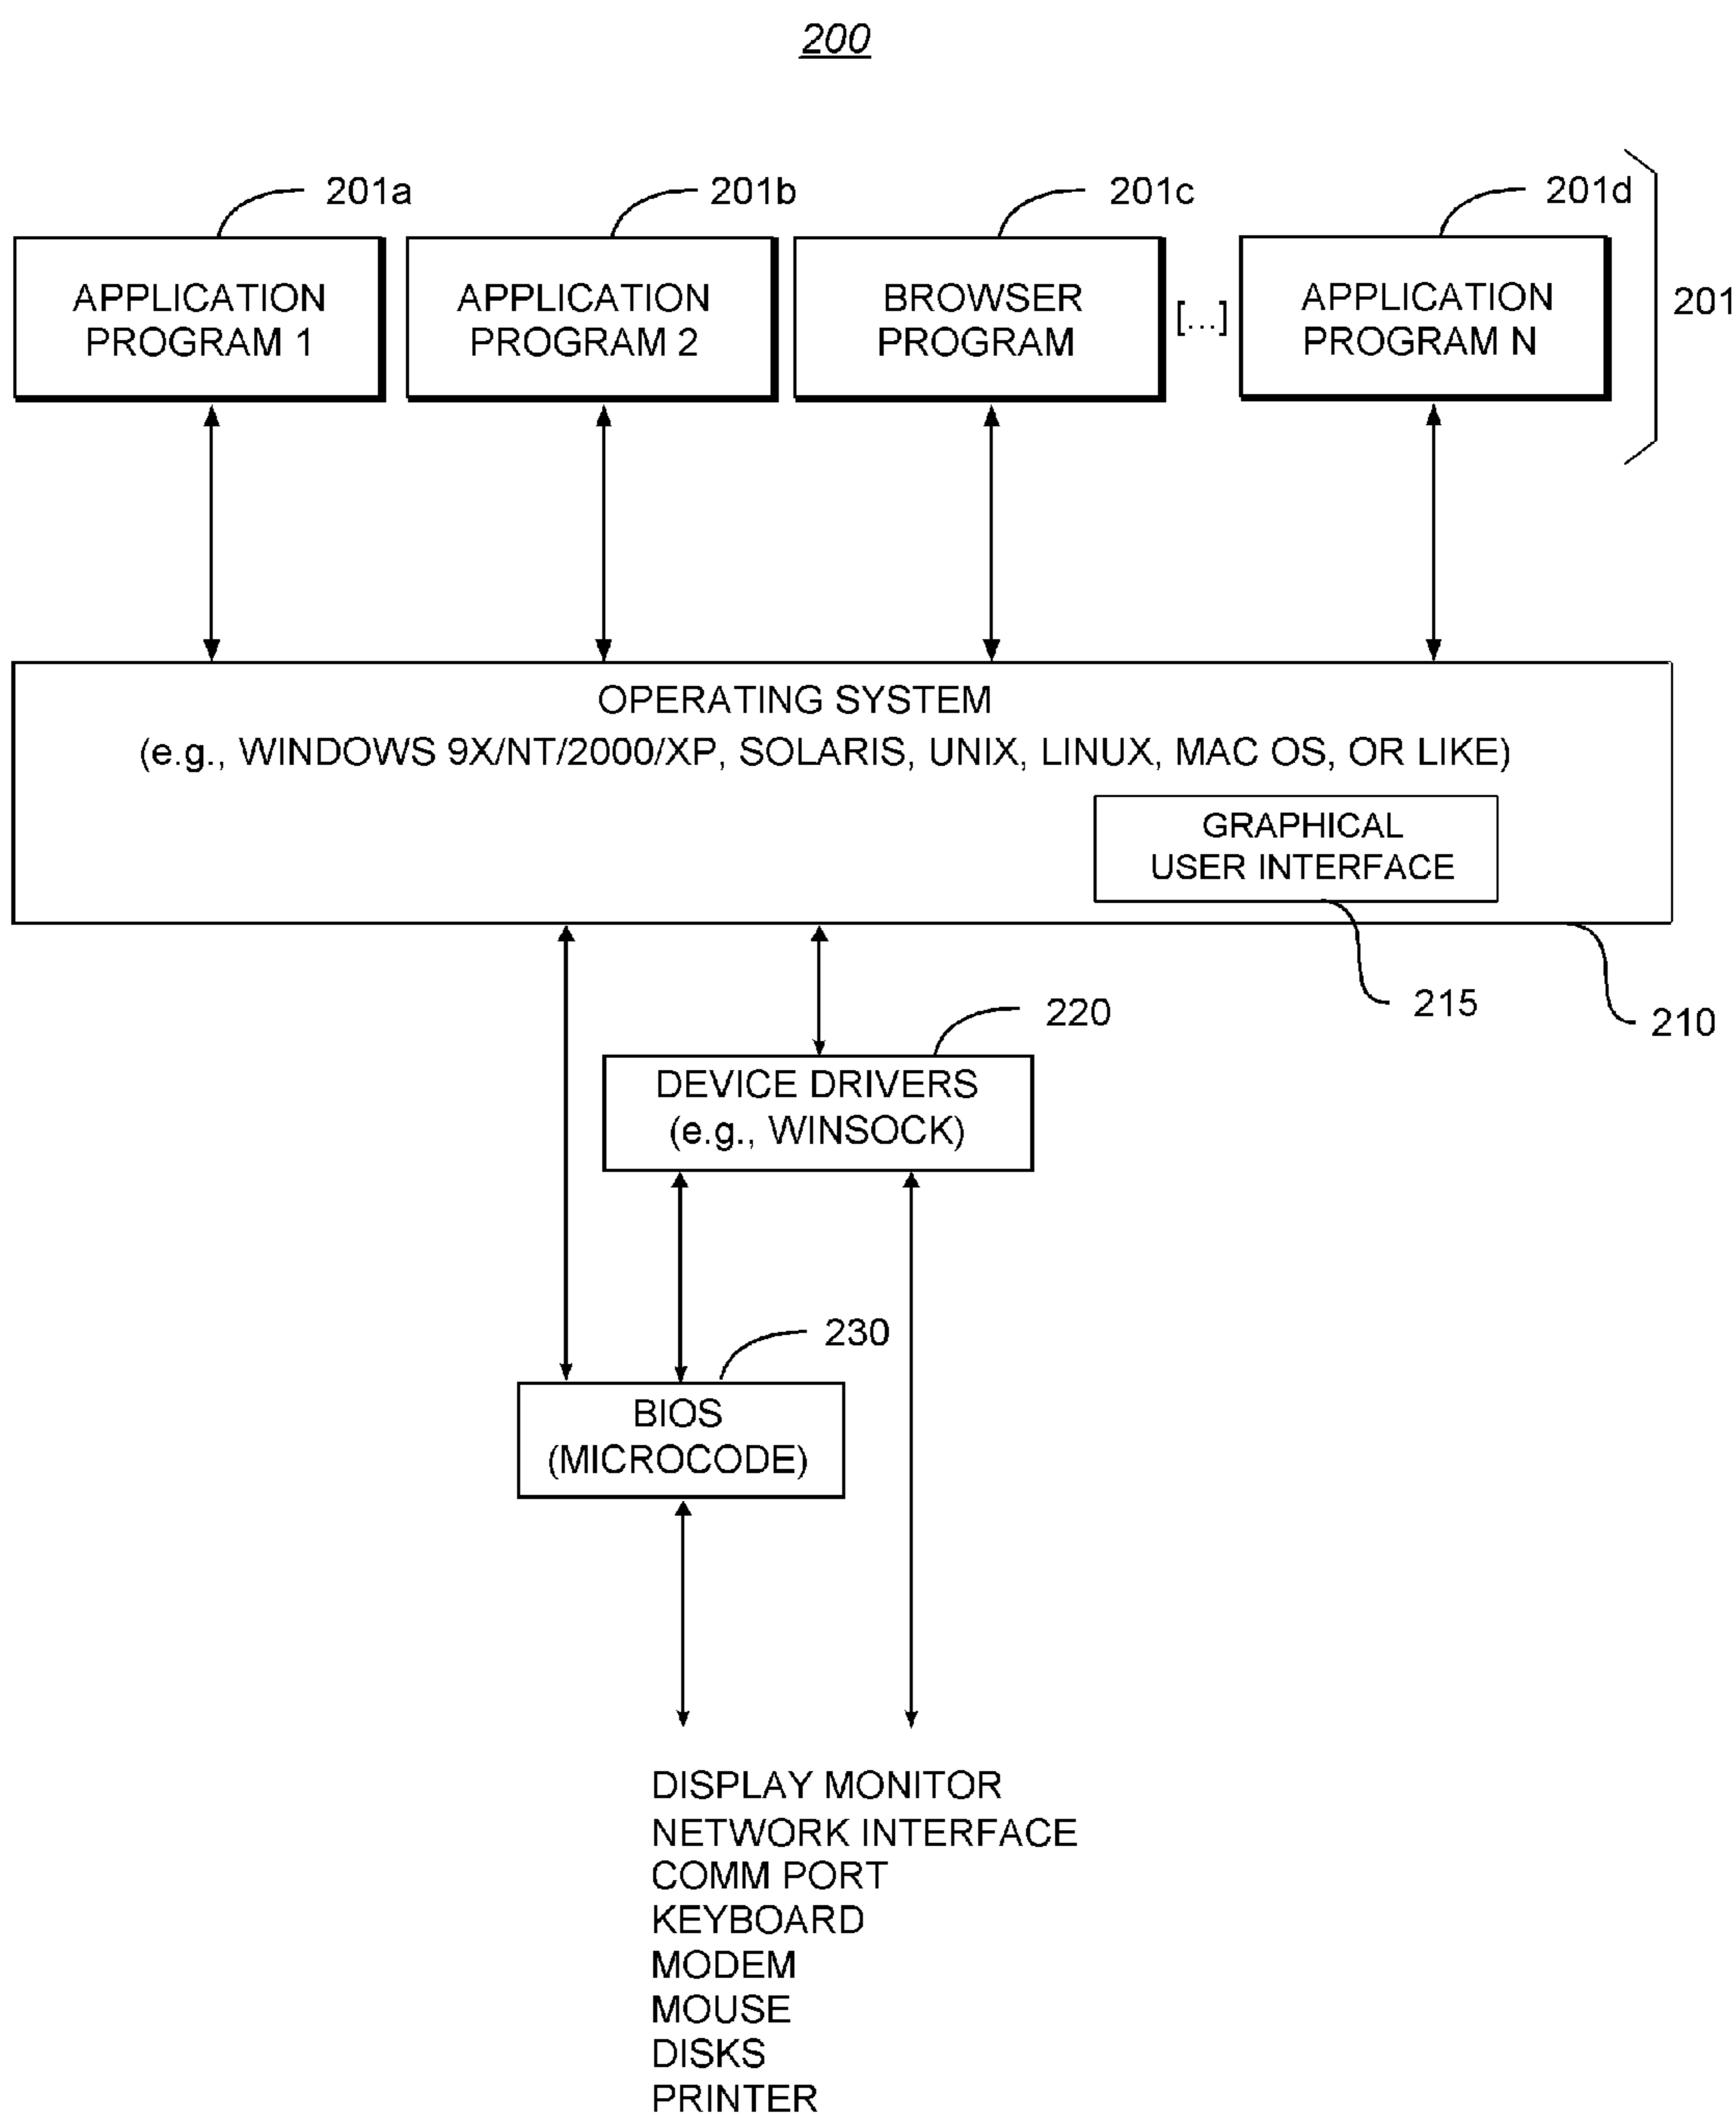 200
201a
201b
201c
201d
APPLICATION
PROGRAM 1
APPLICATION
PROGRAM 2
BROWSER
PROGRAM
[...]
APPLICATION
PROGRAM N
201
OPERATING SYSTEM
(e.g., WINDOWS 9X/NT/2000/XP, SOLARIS, UNIX, LINUX, MAC OS, OR LIKE)
GRAPHICAL
USER INTERFACE
215
210
220
DEVICE DRIVERS
(e.g., WINSOCK)
230
BIOS
(MICROCODE)
DISPLAY MONITOR
NETWORK INTERFACE
COMM PORT
KEYBOARD
MODEM
MOUSE
DISKS
PRINTER